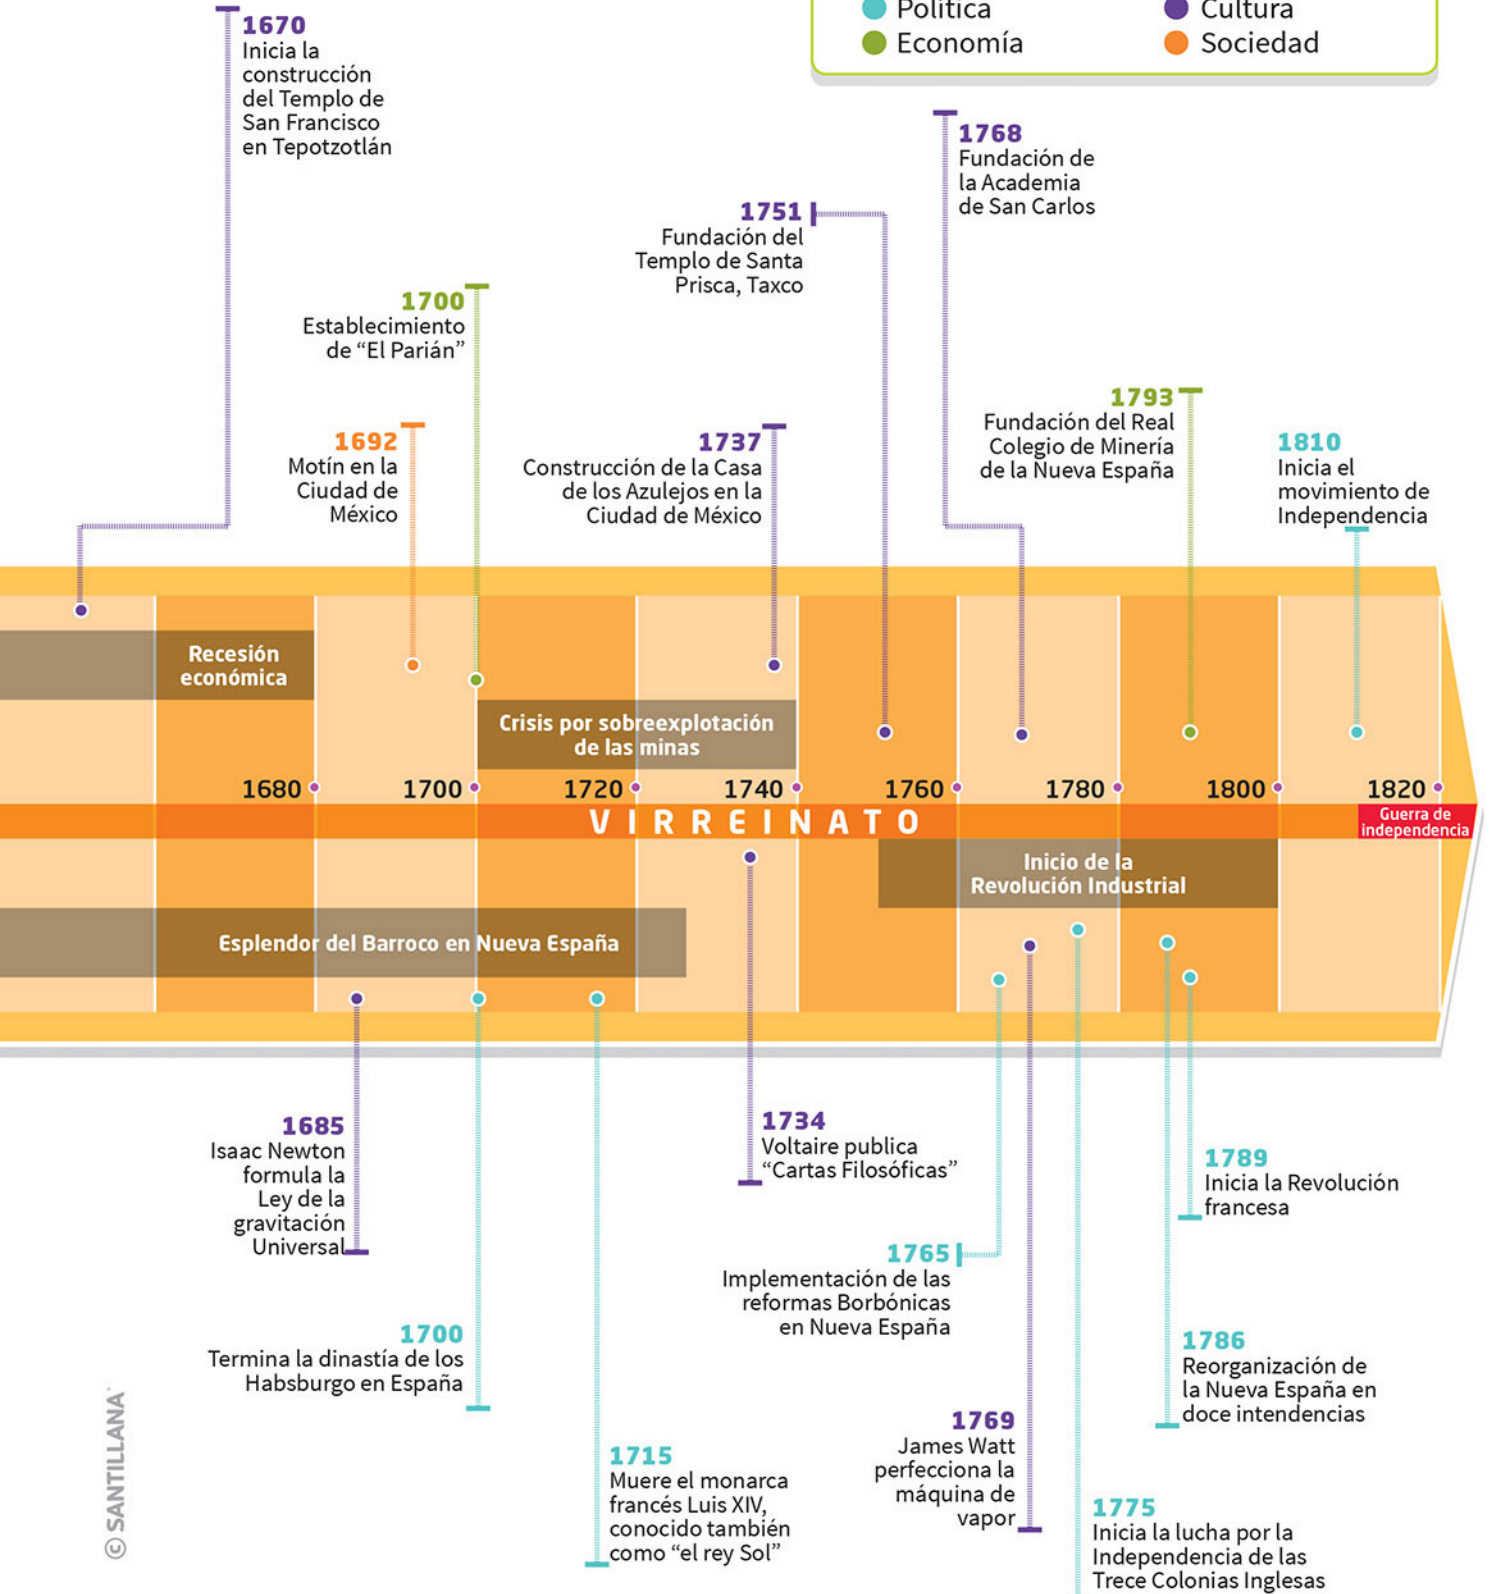 Política
Cultura
Economía
Sociedad
1670
Inicia la
construcción
del Templo de
San Francisco
en Tepotzotlán
1768
Fundación de
la Academia
de San Carlos
1751
Fundación del
Templo de Santa
Prisca, Taxco
1700
Establecimiento
de “El Parián”
1692
Motín en la
Ciudad de
México
1737
Construcción de la Casa
de los Azulejos en la
Ciudad de México
1793
Fundación del Real
Colegio de Minería
de la Nueva España
1810
Inicia el
movimiento de
Independencia
Recesión
económica
Crisis por sobreexplotación
de las minas
1680
1700
1720
1740
1760
1780
1800
1820
VIRREINATO
Guerra de
independencia
Inicio de la
Revolución Industrial
Esplendor del Barroco en Nueva España
1685
Isaac Newton
formula la
Ley de la
gravitación
Universal
1734
Voltaire publica
“Cartas Filosóficas”
1789
Inicia la Revolución
francesa
1765
Implementación de las
reformas Borbónicas
en Nueva España
1700
Termina la dinastía de los
Habsburgo en España
1786
Reorganización de
la Nueva España en
doce intendencias
1769
James Watt
perfecciona la
máquina de
vapor
1715
Muere el monarca
francés Luis XIV,
conocido también
como “el rey Sol”
1775
Inicia la lucha por la
Independencia de las
Trece Colonias Inglesas
© SANTILLANA